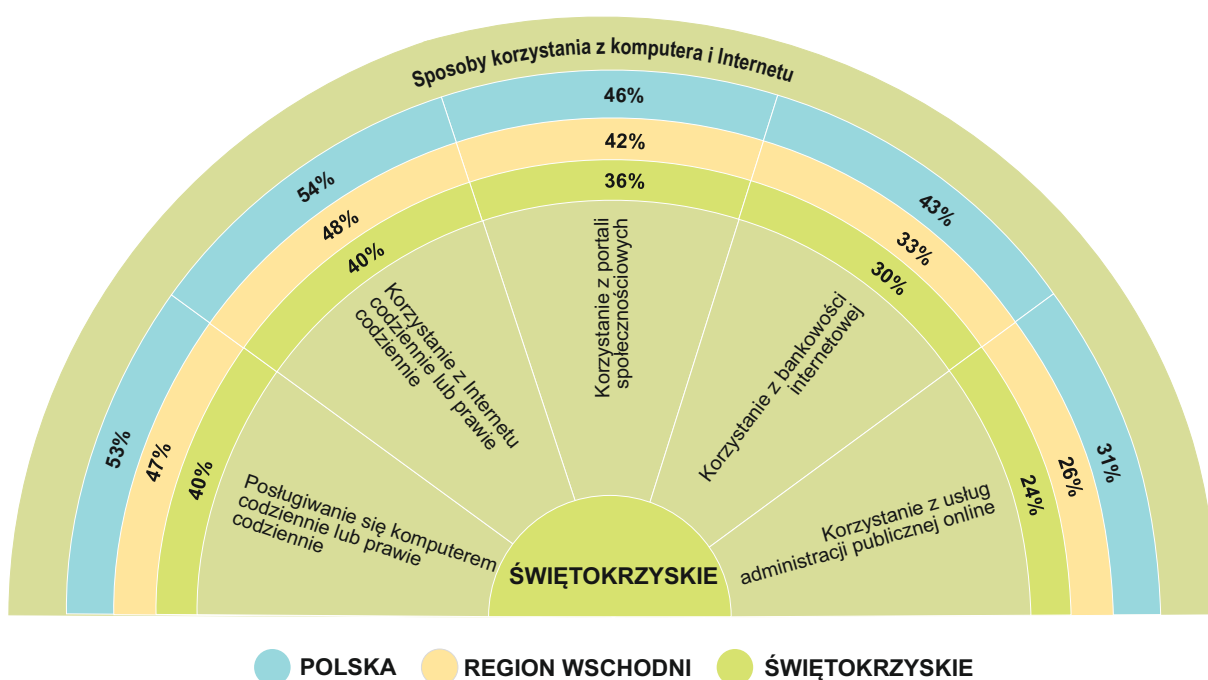 Sposoby korzystania z komputera i Internetu
46%
42%
36%
54%
48%
40%
43%
33%
30%
53%
47%
40%
31%
26%
24%
Posługiwanie się komputerem
codziennie lub prawie
codziennie
Korzystanie z Internetu
codziennie lub prawie
codziennie
Korzystanie z portali
społecznościowych
Korzystanie z bankowości
internetowej
Korzystanie z usług
administracji publicznej online
ŚWIĘTOKRZYSKIE
POLSKA
REGION WSCHODNI
ŚWIĘTOKRZYSKIE